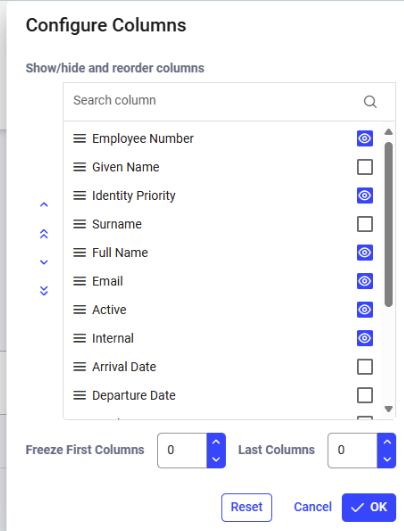 Configure Columns
Show/hide and reorder columns
Search column
Employee Number
Given Name
Identity Priority
Surname
Full Name
Email
Active
Internal
Arrival Date
Departure Date
Freeze First Columns 0 Last Columns 0
Reset Cancel OK